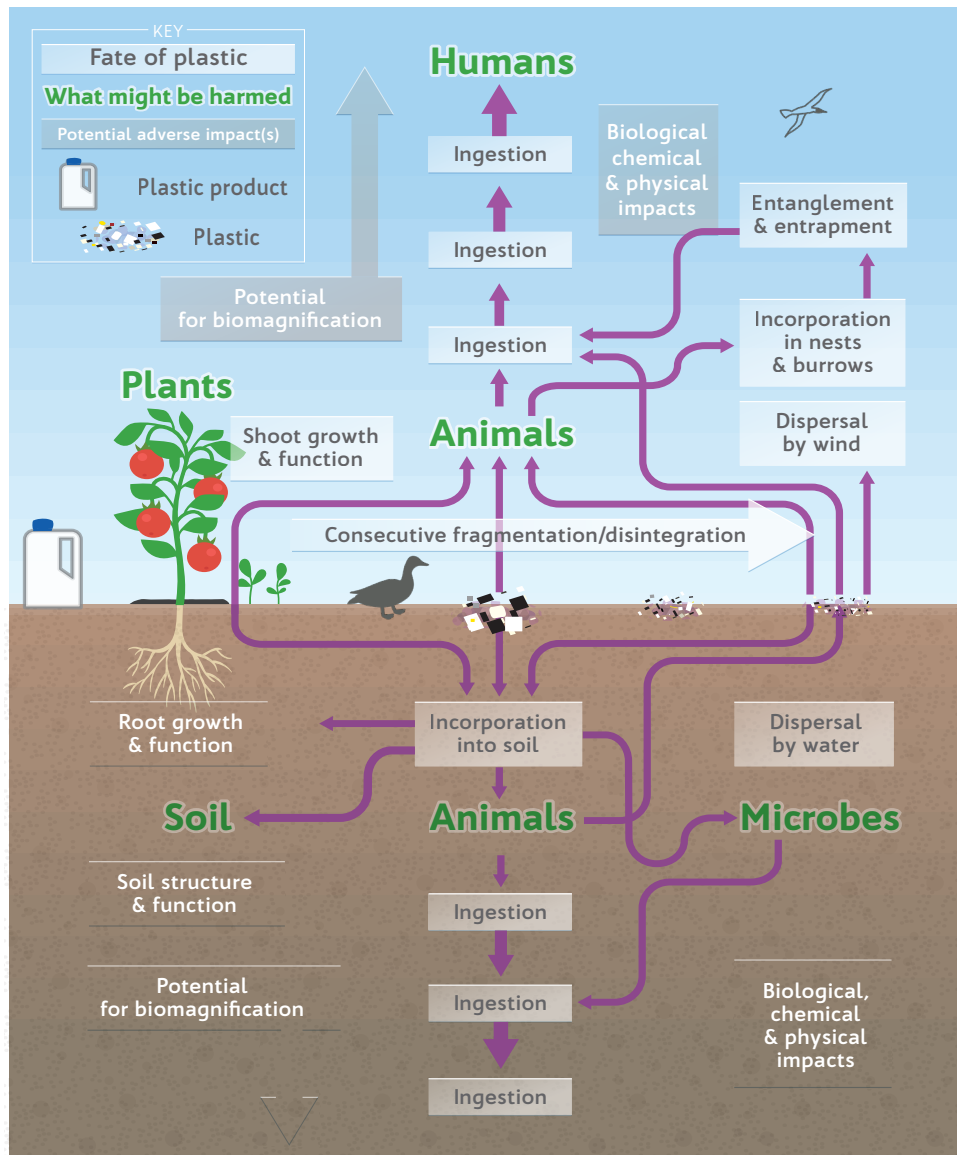 KEY
Fate of plastic
What might be harmed
Potential adverse impact(s)
Plastic product
Plastic
Humans
Ingestion
Biological
chemical
& physical
impacts
Entanglement
& entrapment
Ingestion
Potential
for biomagnification
Ingestion
Incorporation
in nests
& burrows
Plants
Shoot growth
& function
Animals
Dispersal
by wind
Consecutive fragmentation/disintegration
Root growth
& function
Incorporation
into soil
Dispersal
by water
Soil
Animals
Microbes
Soil structure
& function
Ingestion
Potential
for biomagnification
Ingestion
Biological,
chemical
& physical
impacts
Ingestion